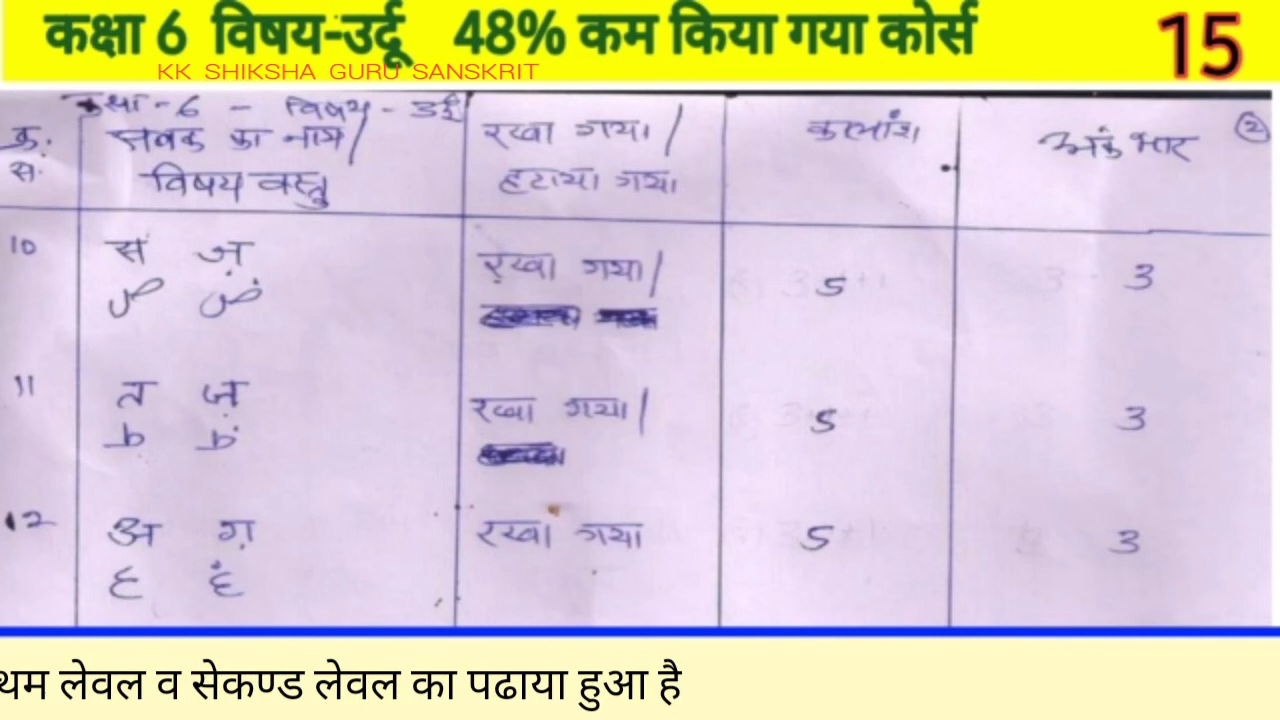 कक्षा 6 विषय-उर्दू 48% कम किया गया कोर्स 15
KK SHIKSHA GURU SANSKRIT
कक्षा - 6 - विषय - उर्दू
क्र. सं. सबक का नाम / विषय वस्तु रखा गया / हटाया गया कालांश अंक भार 2
10 स ज़ रखा गया / 5 3
ص ض
11 त ज़ रखा गया / 5 3
ط ظ
12 अ ग़ रखा गया 5 3
ع غ
थम लेवल व सेकण्ड लेवल का पढाया हुआ है